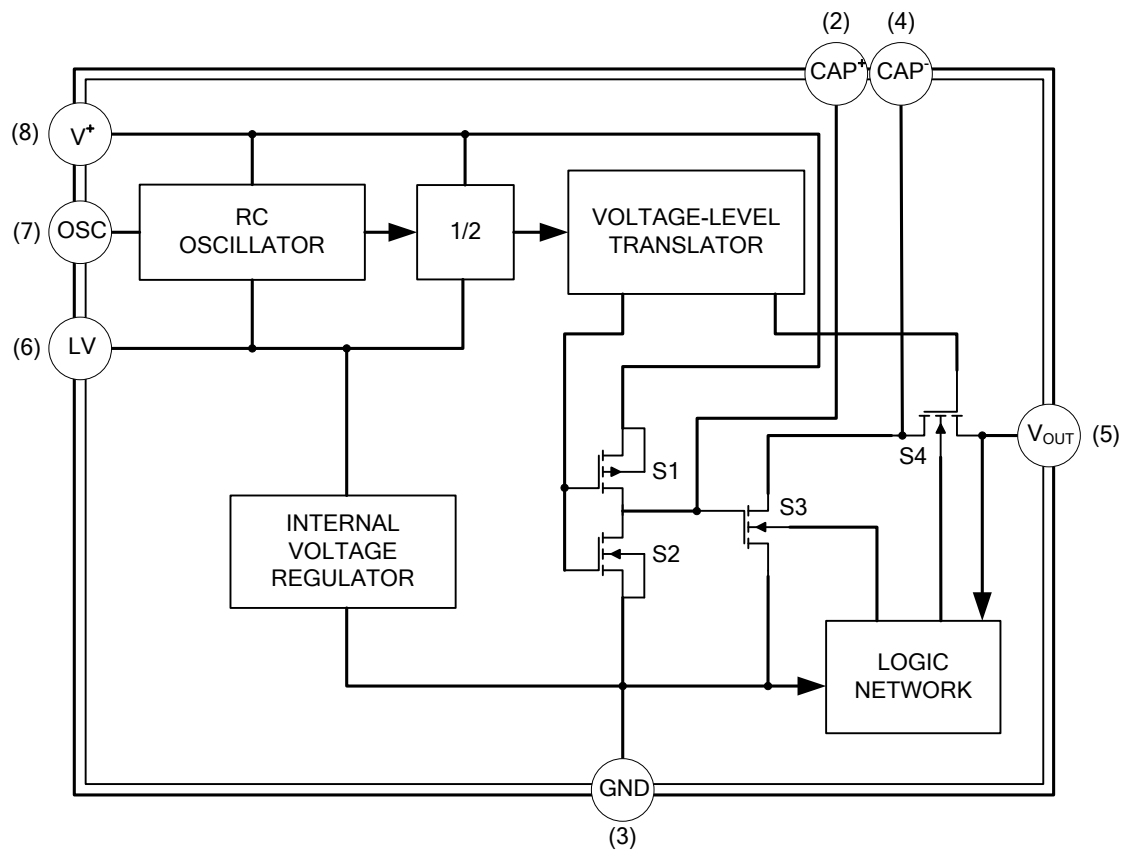 (2) (4)
CAP+ CAP-
(8) V+
(7) OSC
RC
OSCILLATOR
1/2
VOLTAGE-LEVEL
TRANSLATOR
(6) LV
VOUT (5)
S4
S1
S3
S2
INTERNAL
VOLTAGE
REGULATOR
LOGIC
NETWORK
GND
(3)